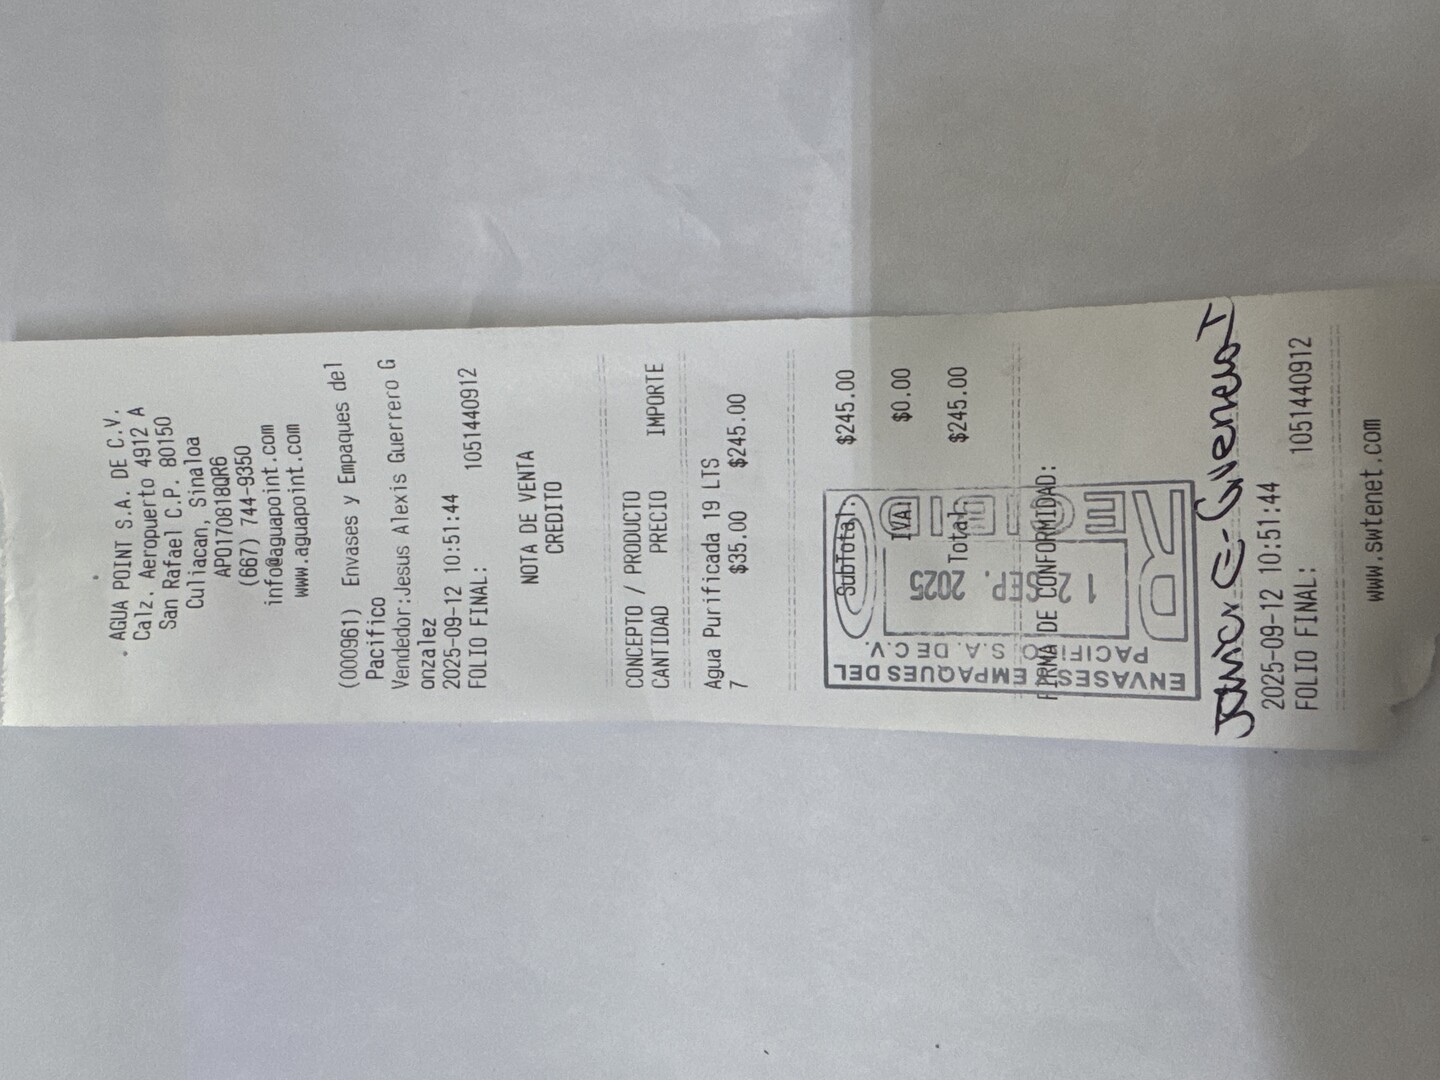 AGUA POINT S.A. DE C.V.
Calz. Aeropuerto 4912 A
San Rafael C.P. 80150
Culiacan, Sinaloa
APO170818QR6
(667) 744-9350
info@aguapoint.com
www.aguapoint.com
(000961) Envases y Empaques del
Pacifico
Vendedor:Jesus Alexis Guerrero G
onzalez
2025-09-12 10:51:44
FOLIO FINAL: 1051440912
NOTA DE VENTA
CREDITO
CONCEPTO / PRODUCTO
CANTIDAD PRECIO IMPORTE
Agua Purificada 19 LTS
7 $35.00 $245.00
SubTotal: $245.00
IVA: $0.00
Total: $245.00
FIRMA DE CONFORMIDAD:
ENVASES Y EMPAQUES DEL
PACIFICO S.A. DE C.V.
12 SEP. 2025
RECIBIDO
Javier
2025-09-12 10:51:44
FOLIO FINAL: 1051440912
www.swtenet.com